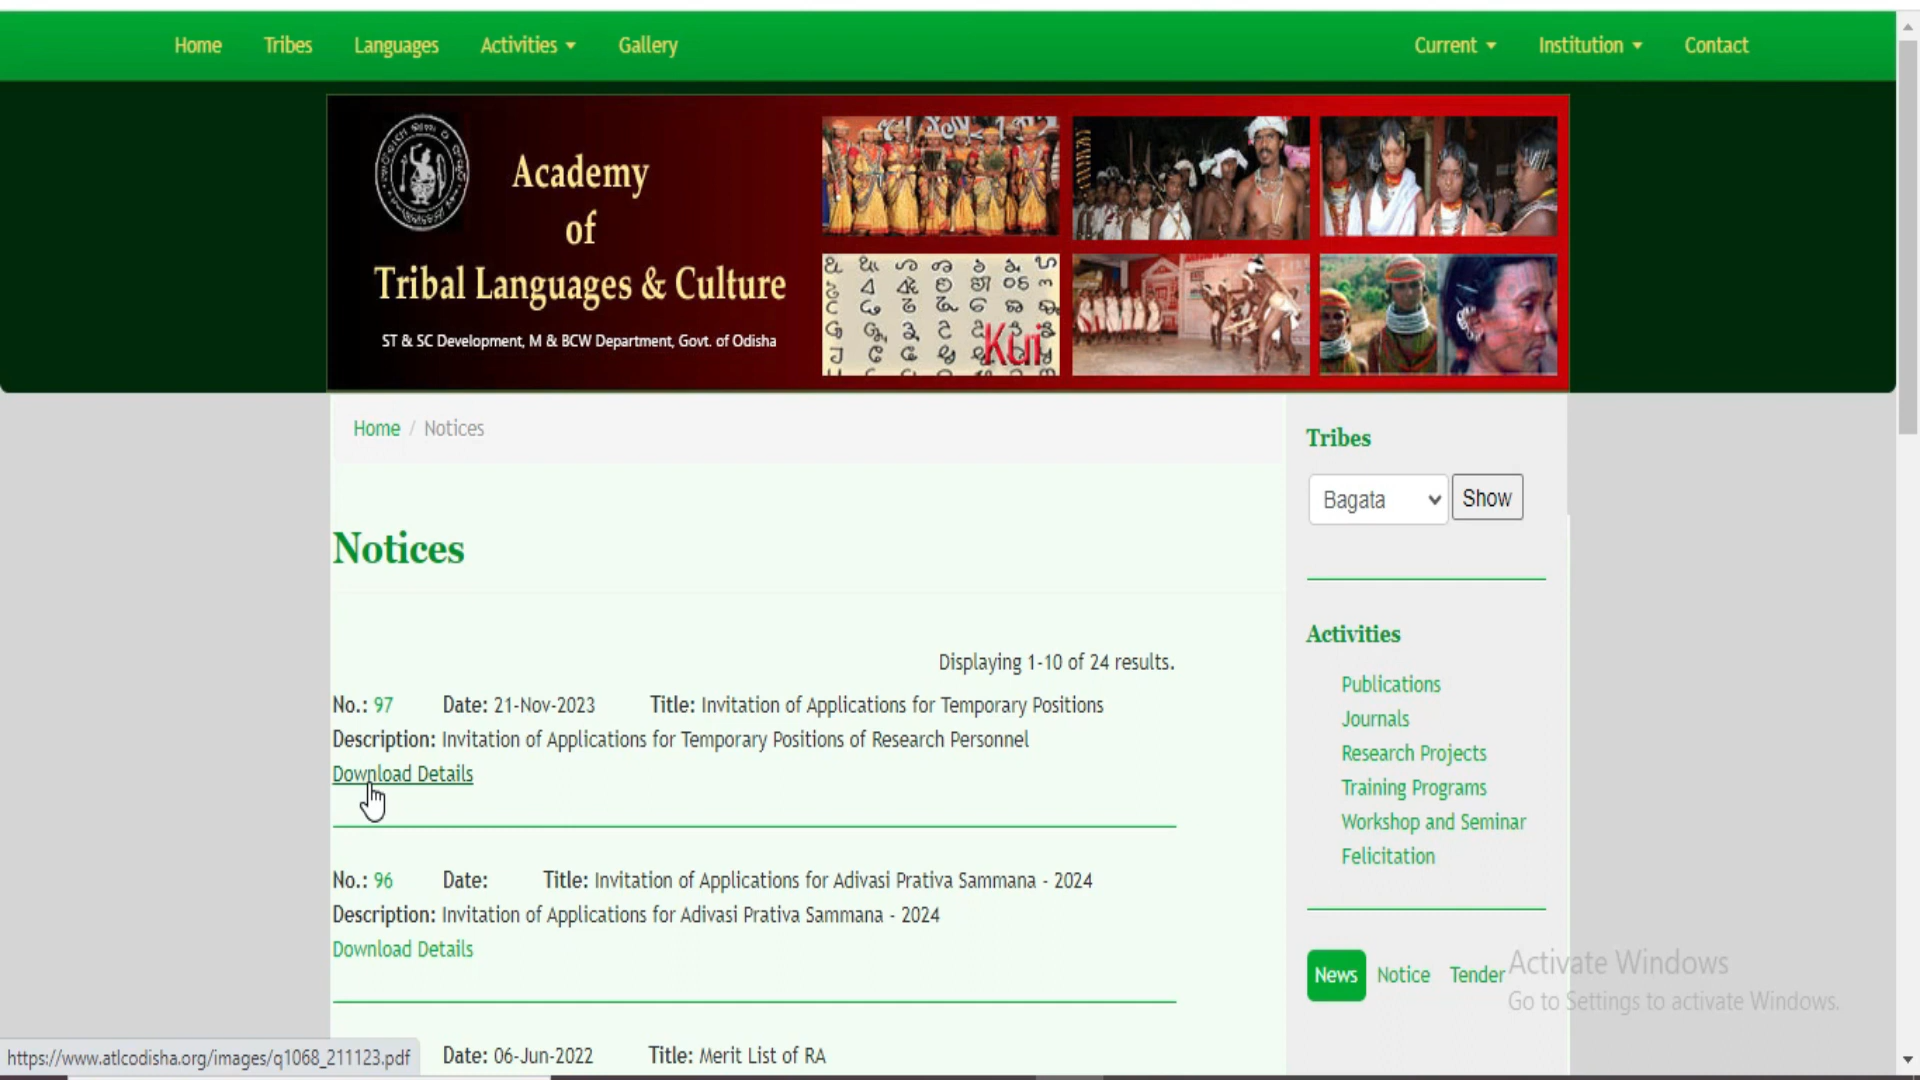 Home Tribes Languages Activities Gallery Current Institution Contact
Academy
of
Tribal Languages & Culture
ST & SC Development, M & BCW Department, Govt. of Odisha
Kui
Home / Notices
Notices
Displaying 1-10 of 24 results.
No.: 97 Date: 21-Nov-2023 Title: Invitation of Applications for Temporary Positions
Description: Invitation of Applications for Temporary Positions of Research Personnel
Download Details
No.: 96 Date: Title: Invitation of Applications for Adivasi Prativa Sammana - 2024
Description: Invitation of Applications for Adivasi Prativa Sammana - 2024
Download Details
Date: 06-Jun-2022 Title: Merit List of RA
Tribes
Bagata Show
Activities
Publications
Journals
Research Projects
Training Programs
Workshop and Seminar
Felicitation
News Notice Tender
Activate Windows
Go to Settings to activate Windows.
https://www.atlcodisha.org/images/q1068_211123.pdf